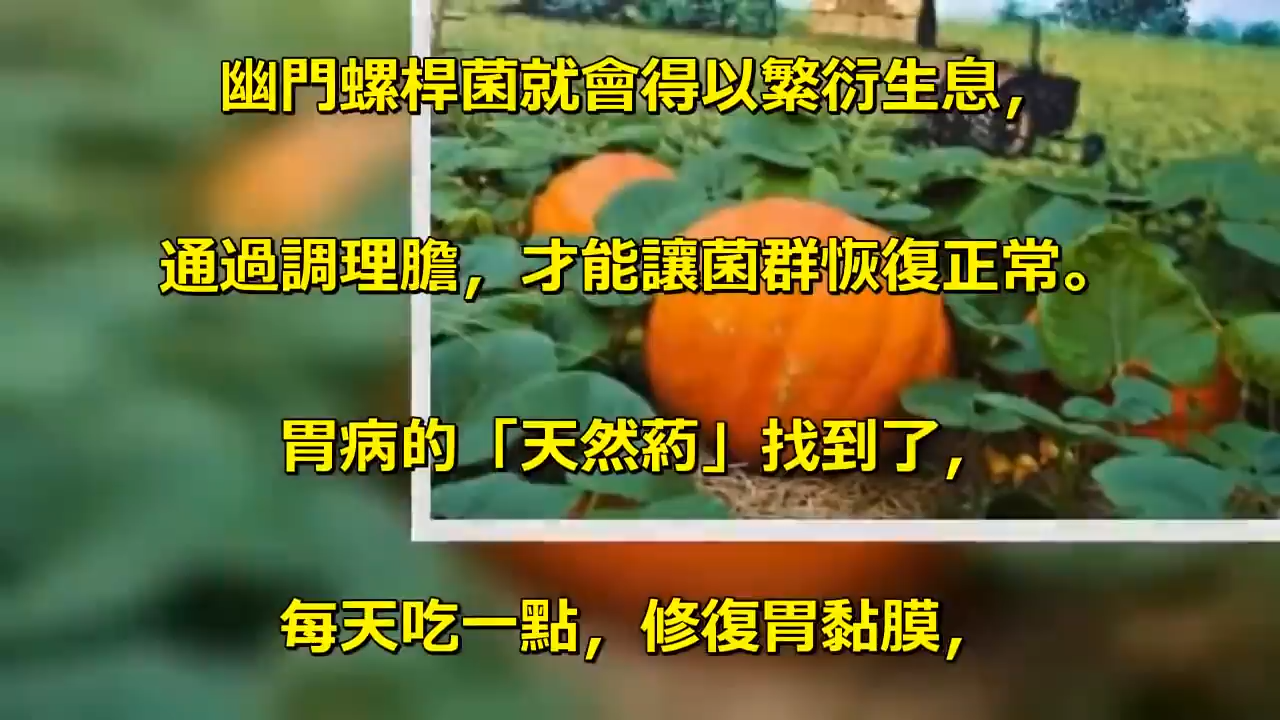 幽門螺桿菌就會得以繁衍生息，
通過調理膽，才能讓菌群恢復正常。
胃病的「天然葯」找到了，
每天吃一點，修復胃黏膜，